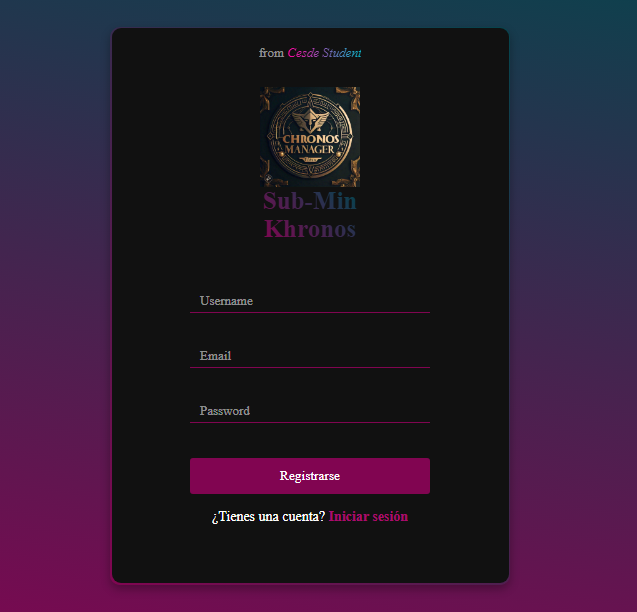 from Cesde Student
CHRONOS
MANAGER
Sub-Min
Khronos
Username
Email
Password
Registrarse
¿Tienes una cuenta? Iniciar sesión